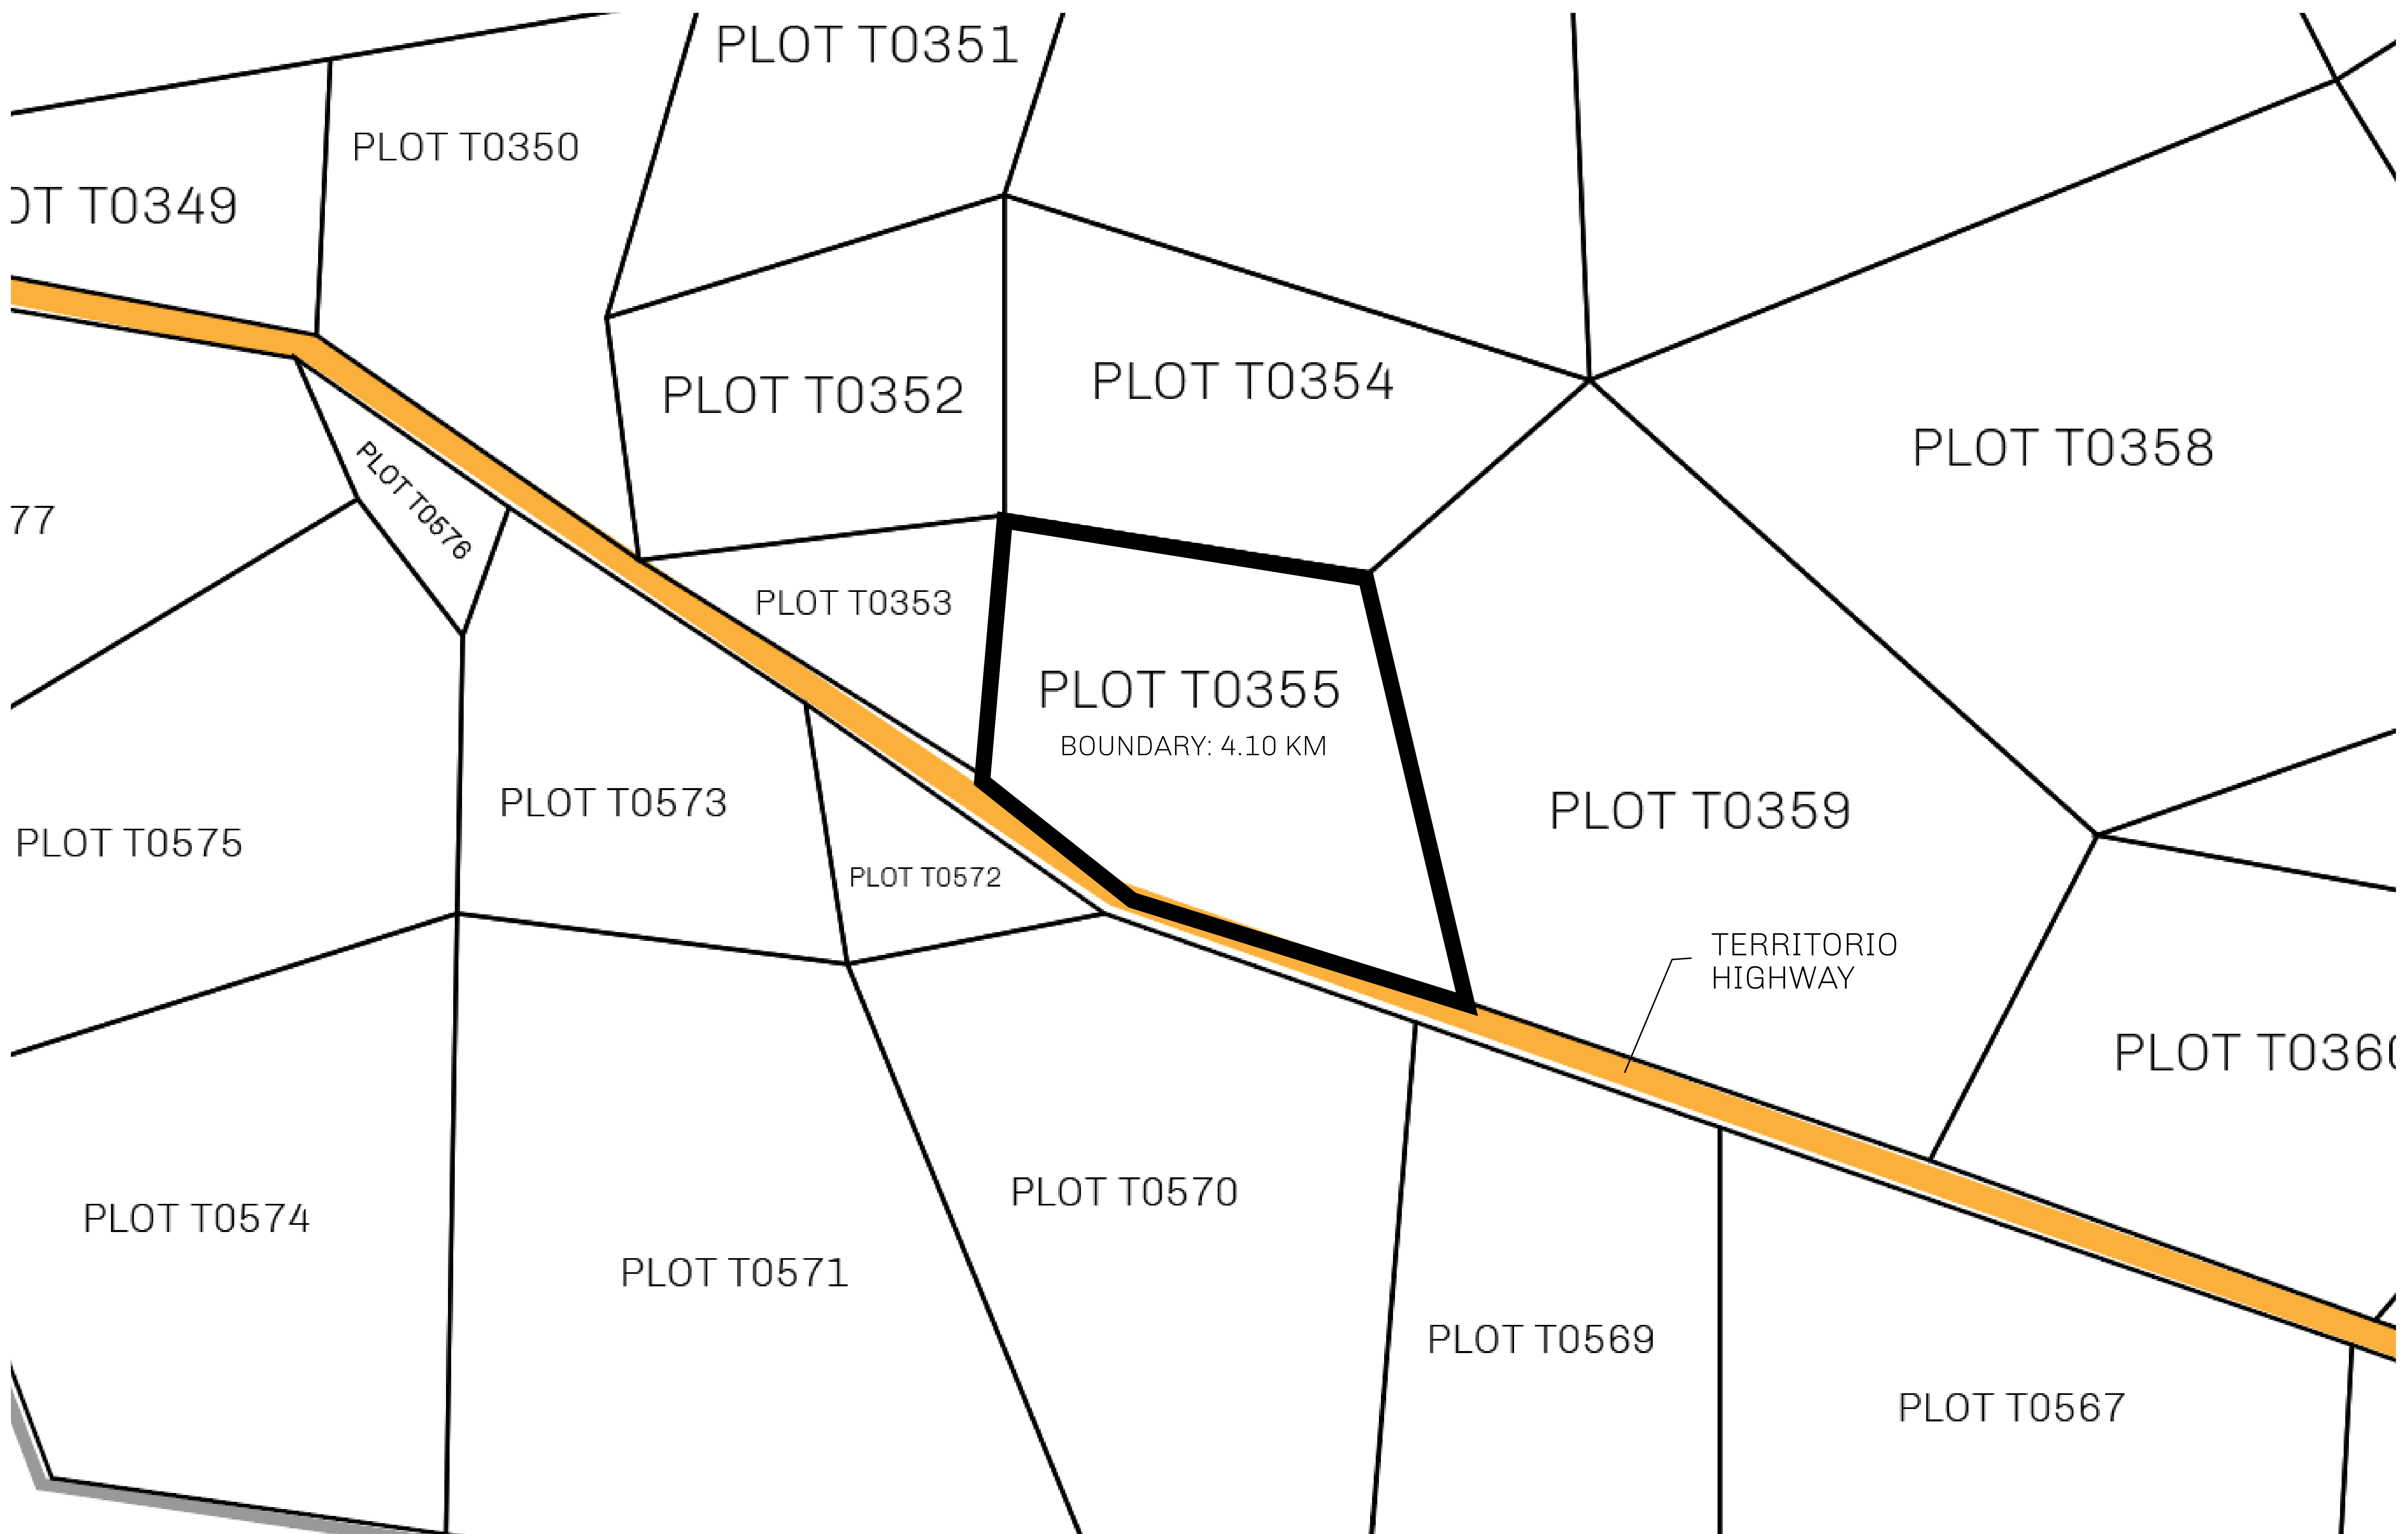 PLOT T0351
PLOT T0350
OT T0349
PLOT T0352
PLOT T0354
PLOT T0358
PLOT T0576
77
PLOT T0353
PLOT T0355
BOUNDARY: 4.10 KM
PLOT T0573
PLOT T0359
PLOT T0575
PLOT T0572
TERRITORIO
HIGHWAY
PLOT T0360
PLOT T0570
PLOT T0574
PLOT T0571
PLOT T0569
PLOT T0567